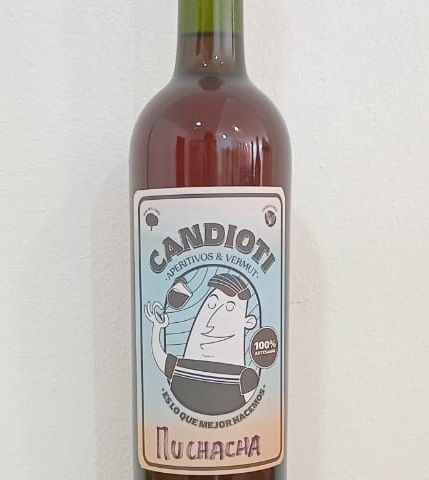 CANDIOTI
·APERITIVOS & VERMUT·
100%
ARTESANAL
·ES LO QUE MEJOR HACEMOS·
MUCHACHA